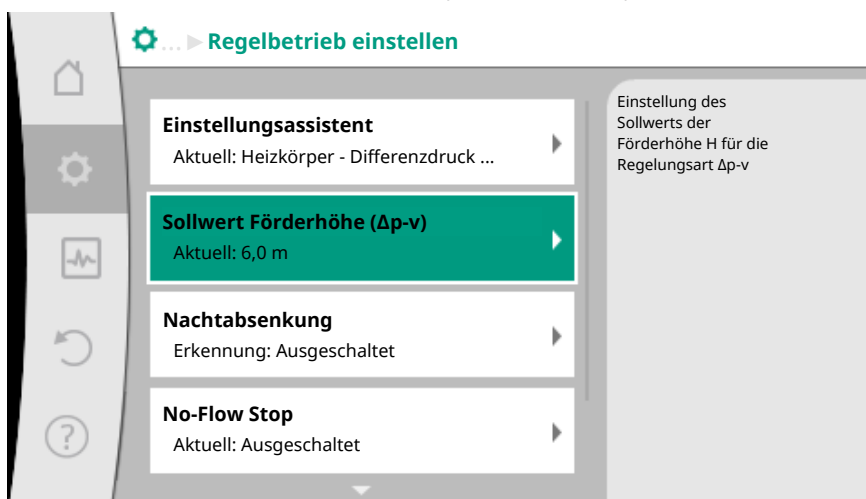 ... Regelbetrieb einstellen
Einstellungsassistent
Aktuell: Heizkörper - Differenzdruck ...
Sollwert Förderhöhe (Δp-v)
Aktuell: 6,0 m
Nachtabsenkung
Erkennung: Ausgeschaltet
No-Flow Stop
Aktuell: Ausgeschaltet
Einstellung des
Sollwerts der
Förderhöhe H für die
Regelungsart Δp-v
?